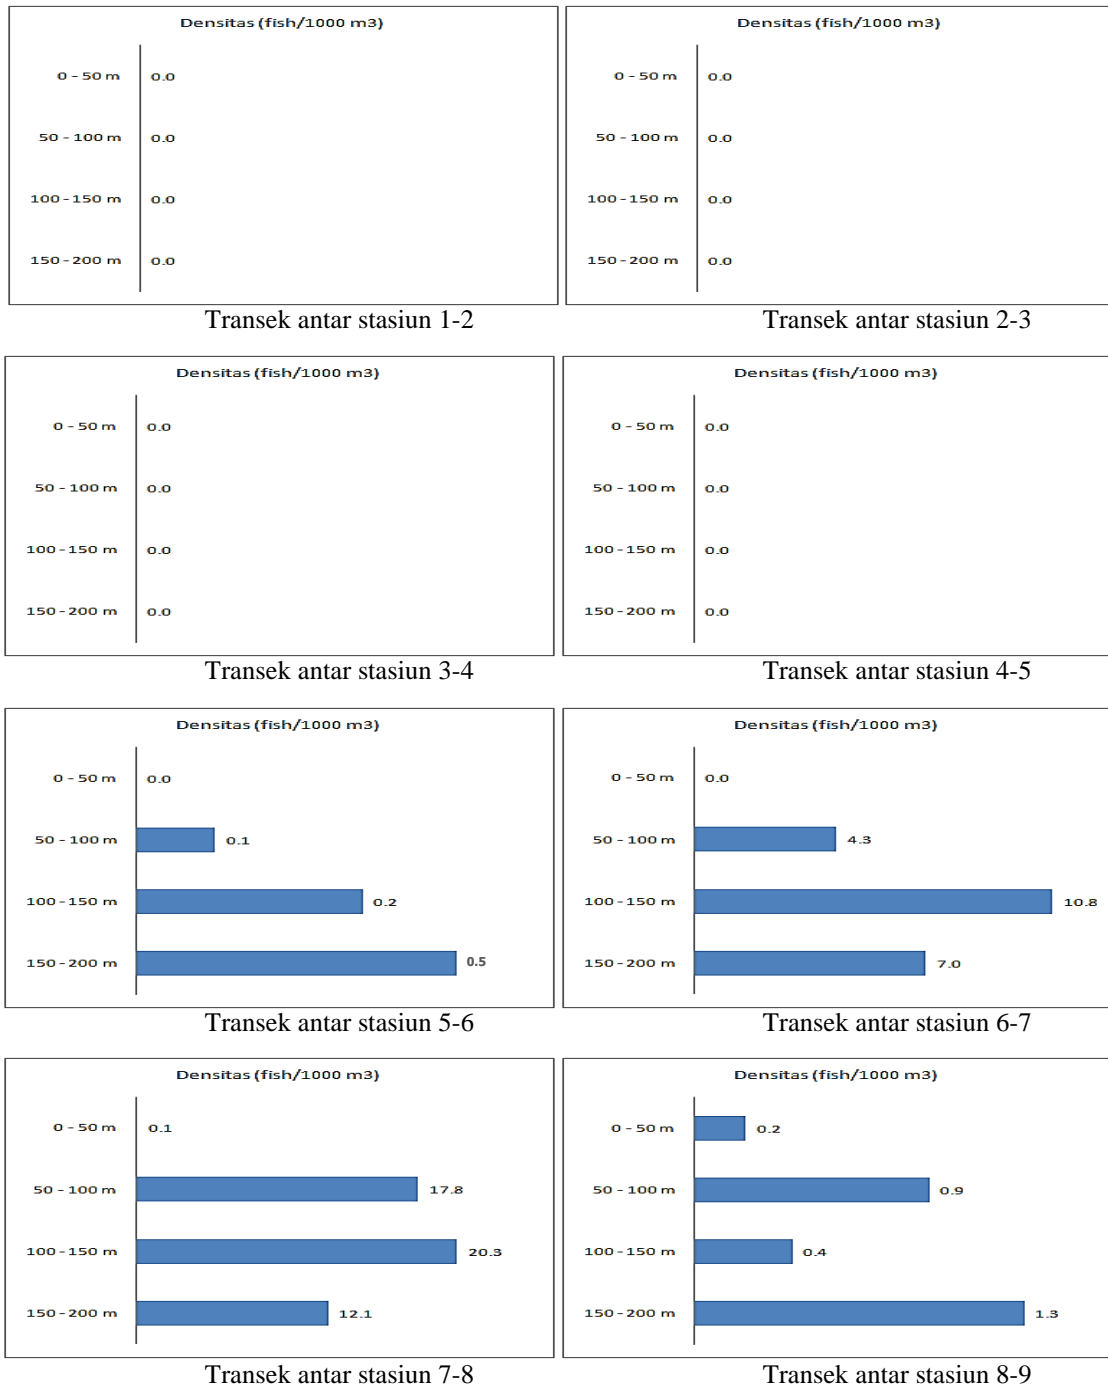 Densitas (fish/1000 m3)
0 - 50 m 0.0
50 - 100 m 0.0
100 - 150 m 0.0
150 - 200 m 0.0
Transek antar stasiun 1-2
Densitas (fish/1000 m3)
0 - 50 m 0.0
50 - 100 m 0.0
100 - 150 m 0.0
150 - 200 m 0.0
Transek antar stasiun 2-3
Densitas (fish/1000 m3)
0 - 50 m 0.0
50 - 100 m 0.0
100 - 150 m 0.0
150 - 200 m 0.0
Transek antar stasiun 3-4
Densitas (fish/1000 m3)
0 - 50 m 0.0
50 - 100 m 0.0
100 - 150 m 0.0
150 - 200 m 0.0
Transek antar stasiun 4-5
Densitas (fish/1000 m3)
0 - 50 m 0.0
50 - 100 m 0.1
100 - 150 m 0.2
150 - 200 m 0.5
Transek antar stasiun 5-6
Densitas (fish/1000 m3)
0 - 50 m 0.0
50 - 100 m 4.3
100 - 150 m 10.8
150 - 200 m 7.0
Transek antar stasiun 6-7
Densitas (fish/1000 m3)
0 - 50 m 0.1
50 - 100 m 17.8
100 - 150 m 20.3
150 - 200 m 12.1
Transek antar stasiun 7-8
Densitas (fish/1000 m3)
0 - 50 m 0.2
50 - 100 m 0.9
100 - 150 m 0.4
150 - 200 m 1.3
Transek antar stasiun 8-9